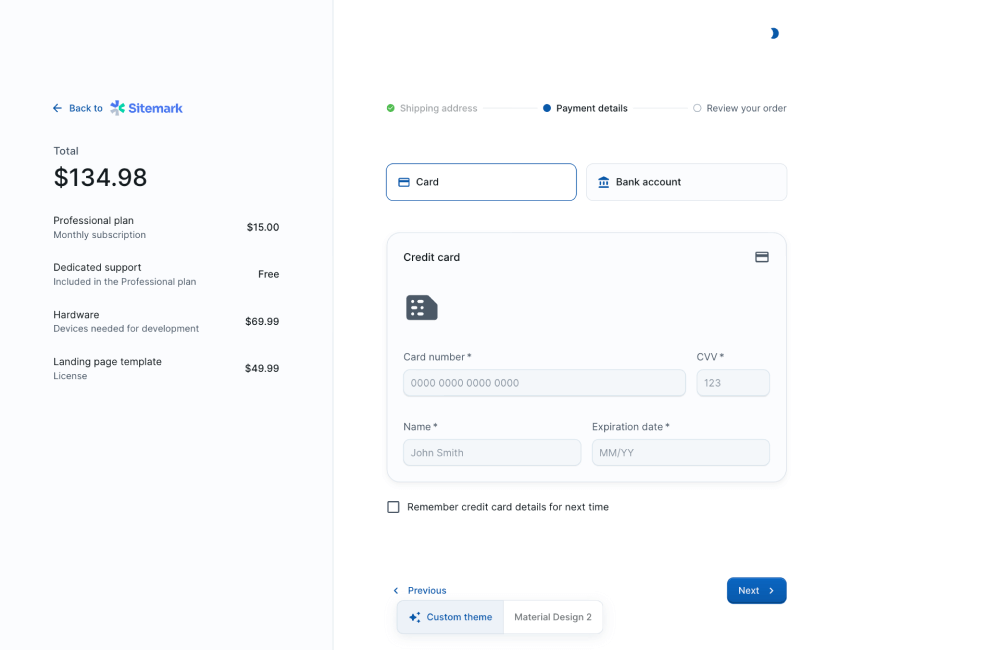 Back to Sitemark
Total
$134.98
Professional plan
Monthly subscription
$15.00
Dedicated support
Included in the Professional plan
Free
Hardware
Devices needed for development
$69.99
Landing page template
License
$49.99
Shipping address
Payment details
Review your order
Card
Bank account
Credit card
Card number *
CVV *
0000 0000 0000 0000
123
Name *
Expiration date *
John Smith
MM/YY
Remember credit card details for next time
Previous
Next
Custom theme
Material Design 2